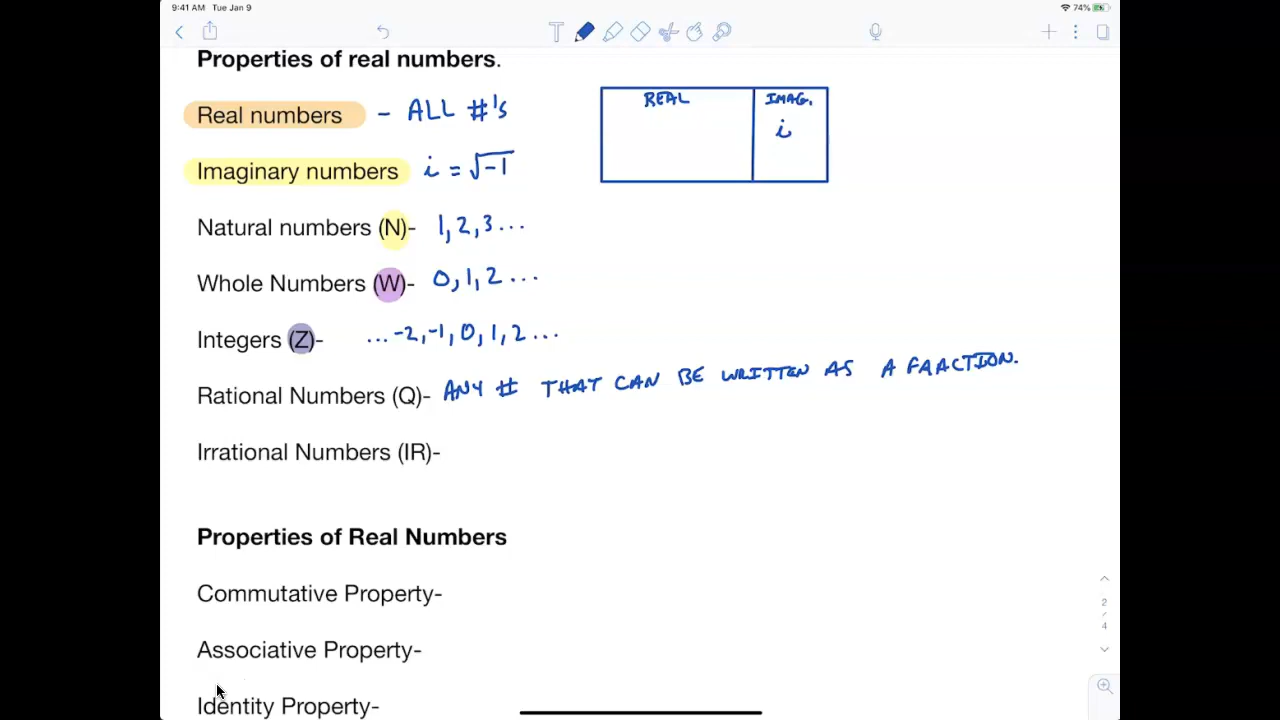 9:41 AM Tue Jan 9 74%
Properties of real numbers.
Real numbers - ALL #'s
REAL IMAG.
i
Imaginary numbers i = √-1
Natural numbers (N)- 1, 2, 3 ...
Whole Numbers (W)- 0, 1, 2 ...
Integers (Z)- ... -2, -1, 0, 1, 2 ...
Rational Numbers (Q)- ANY # THAT CAN BE WRITTEN AS A FRACTION.
Irrational Numbers (IR)-
Properties of Real Numbers
Commutative Property-
2
/
4
Associative Property-
Identity Property-